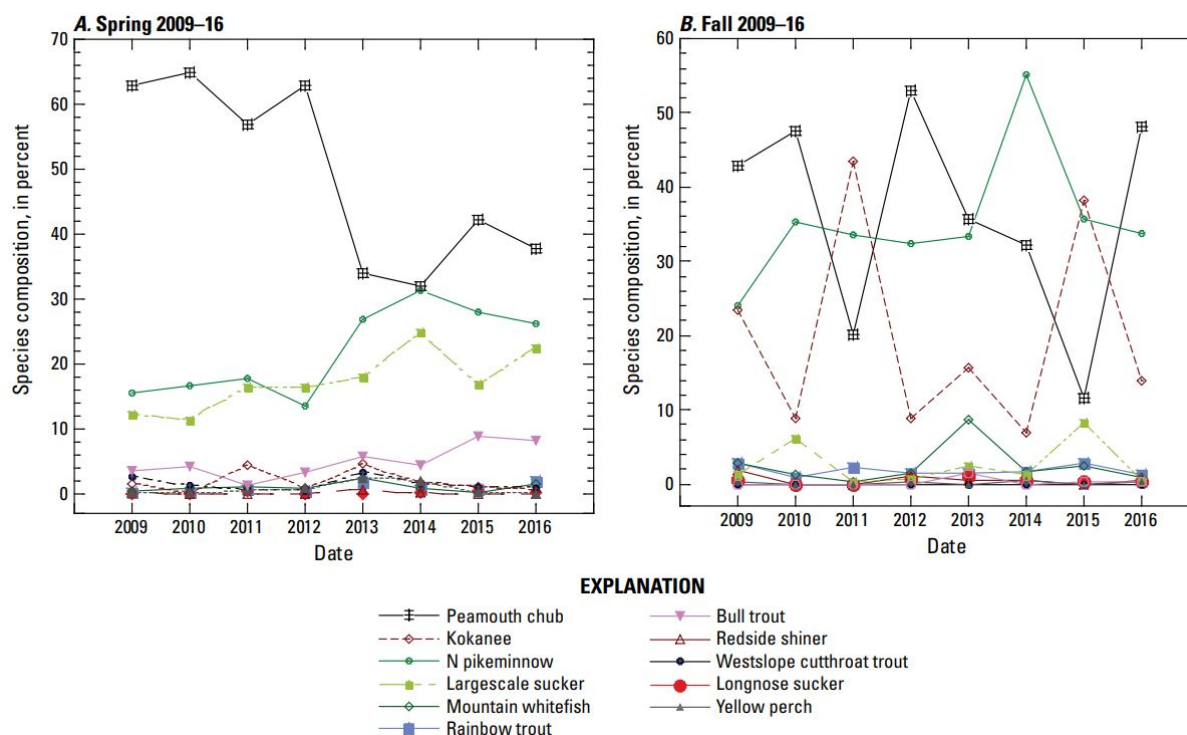 A. Spring 2009–16
70
60
50
40
30
20
10
0
Species composition, in percent
2009 2010 2011 2012 2013 2014 2015 2016
Date
B. Fall 2009–16
60
50
40
30
20
10
0
Species composition, in percent
2009 2010 2011 2012 2013 2014 2015 2016
Date
EXPLANATION
Peamouth chub
Kokanee
N pikeminnow
Largescale sucker
Mountain whitefish
Rainbow trout
Bull trout
Redside shiner
Westslope cutthroat trout
Longnose sucker
Yellow perch